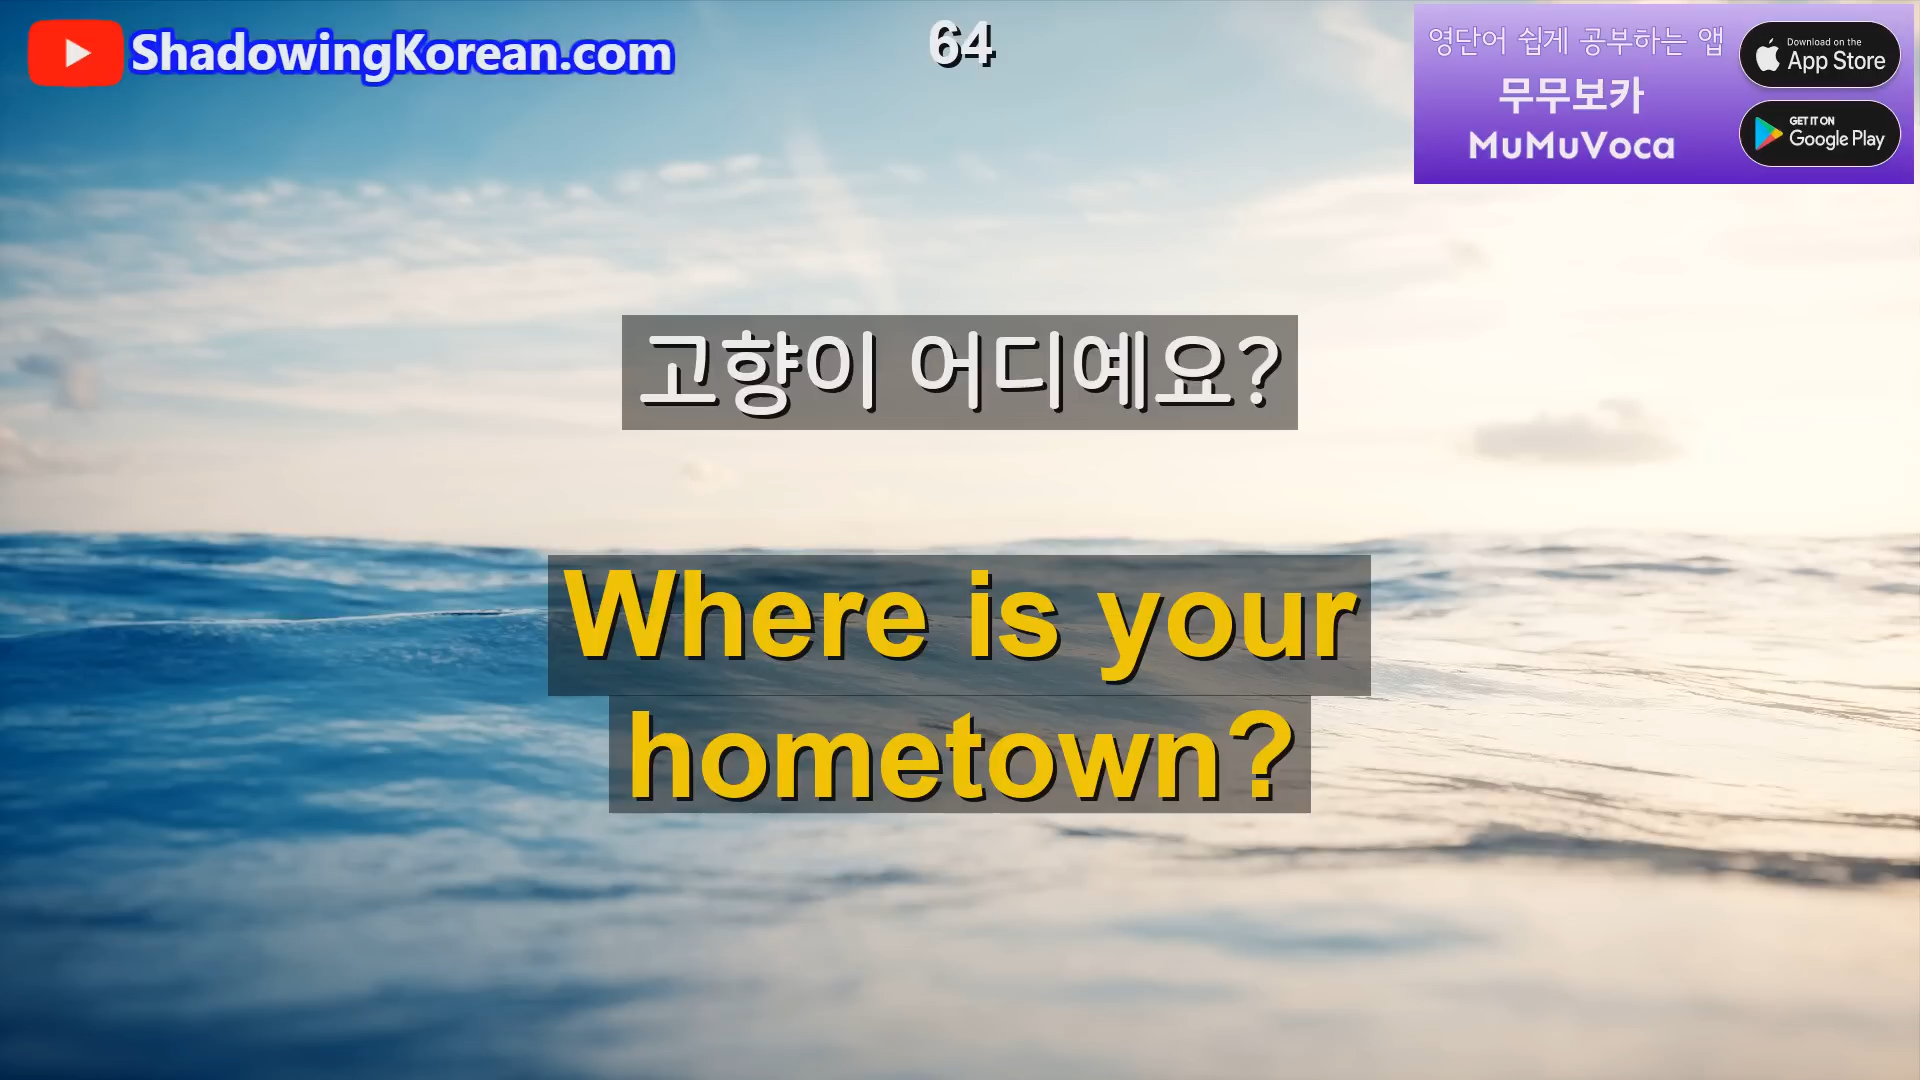 ShadowingKorean.com
64
영단어 쉽게 공부하는 앱
무무보카
MuMuVoca
Download on the
App Store
GET IT ON
Google Play
고향이 어디예요?
Where is your
hometown?